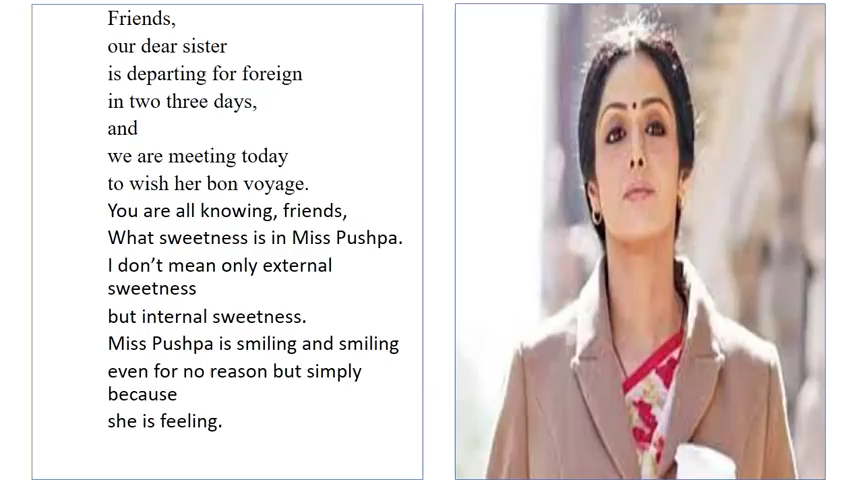 Friends,
our dear sister
is departing for foreign
in two three days,
and
we are meeting today
to wish her bon voyage.
You are all knowing, friends,
What sweetness is in Miss Pushpa.
I don’t mean only external
sweetness
but internal sweetness.
Miss Pushpa is smiling and smiling
even for no reason but simply
because
she is feeling.